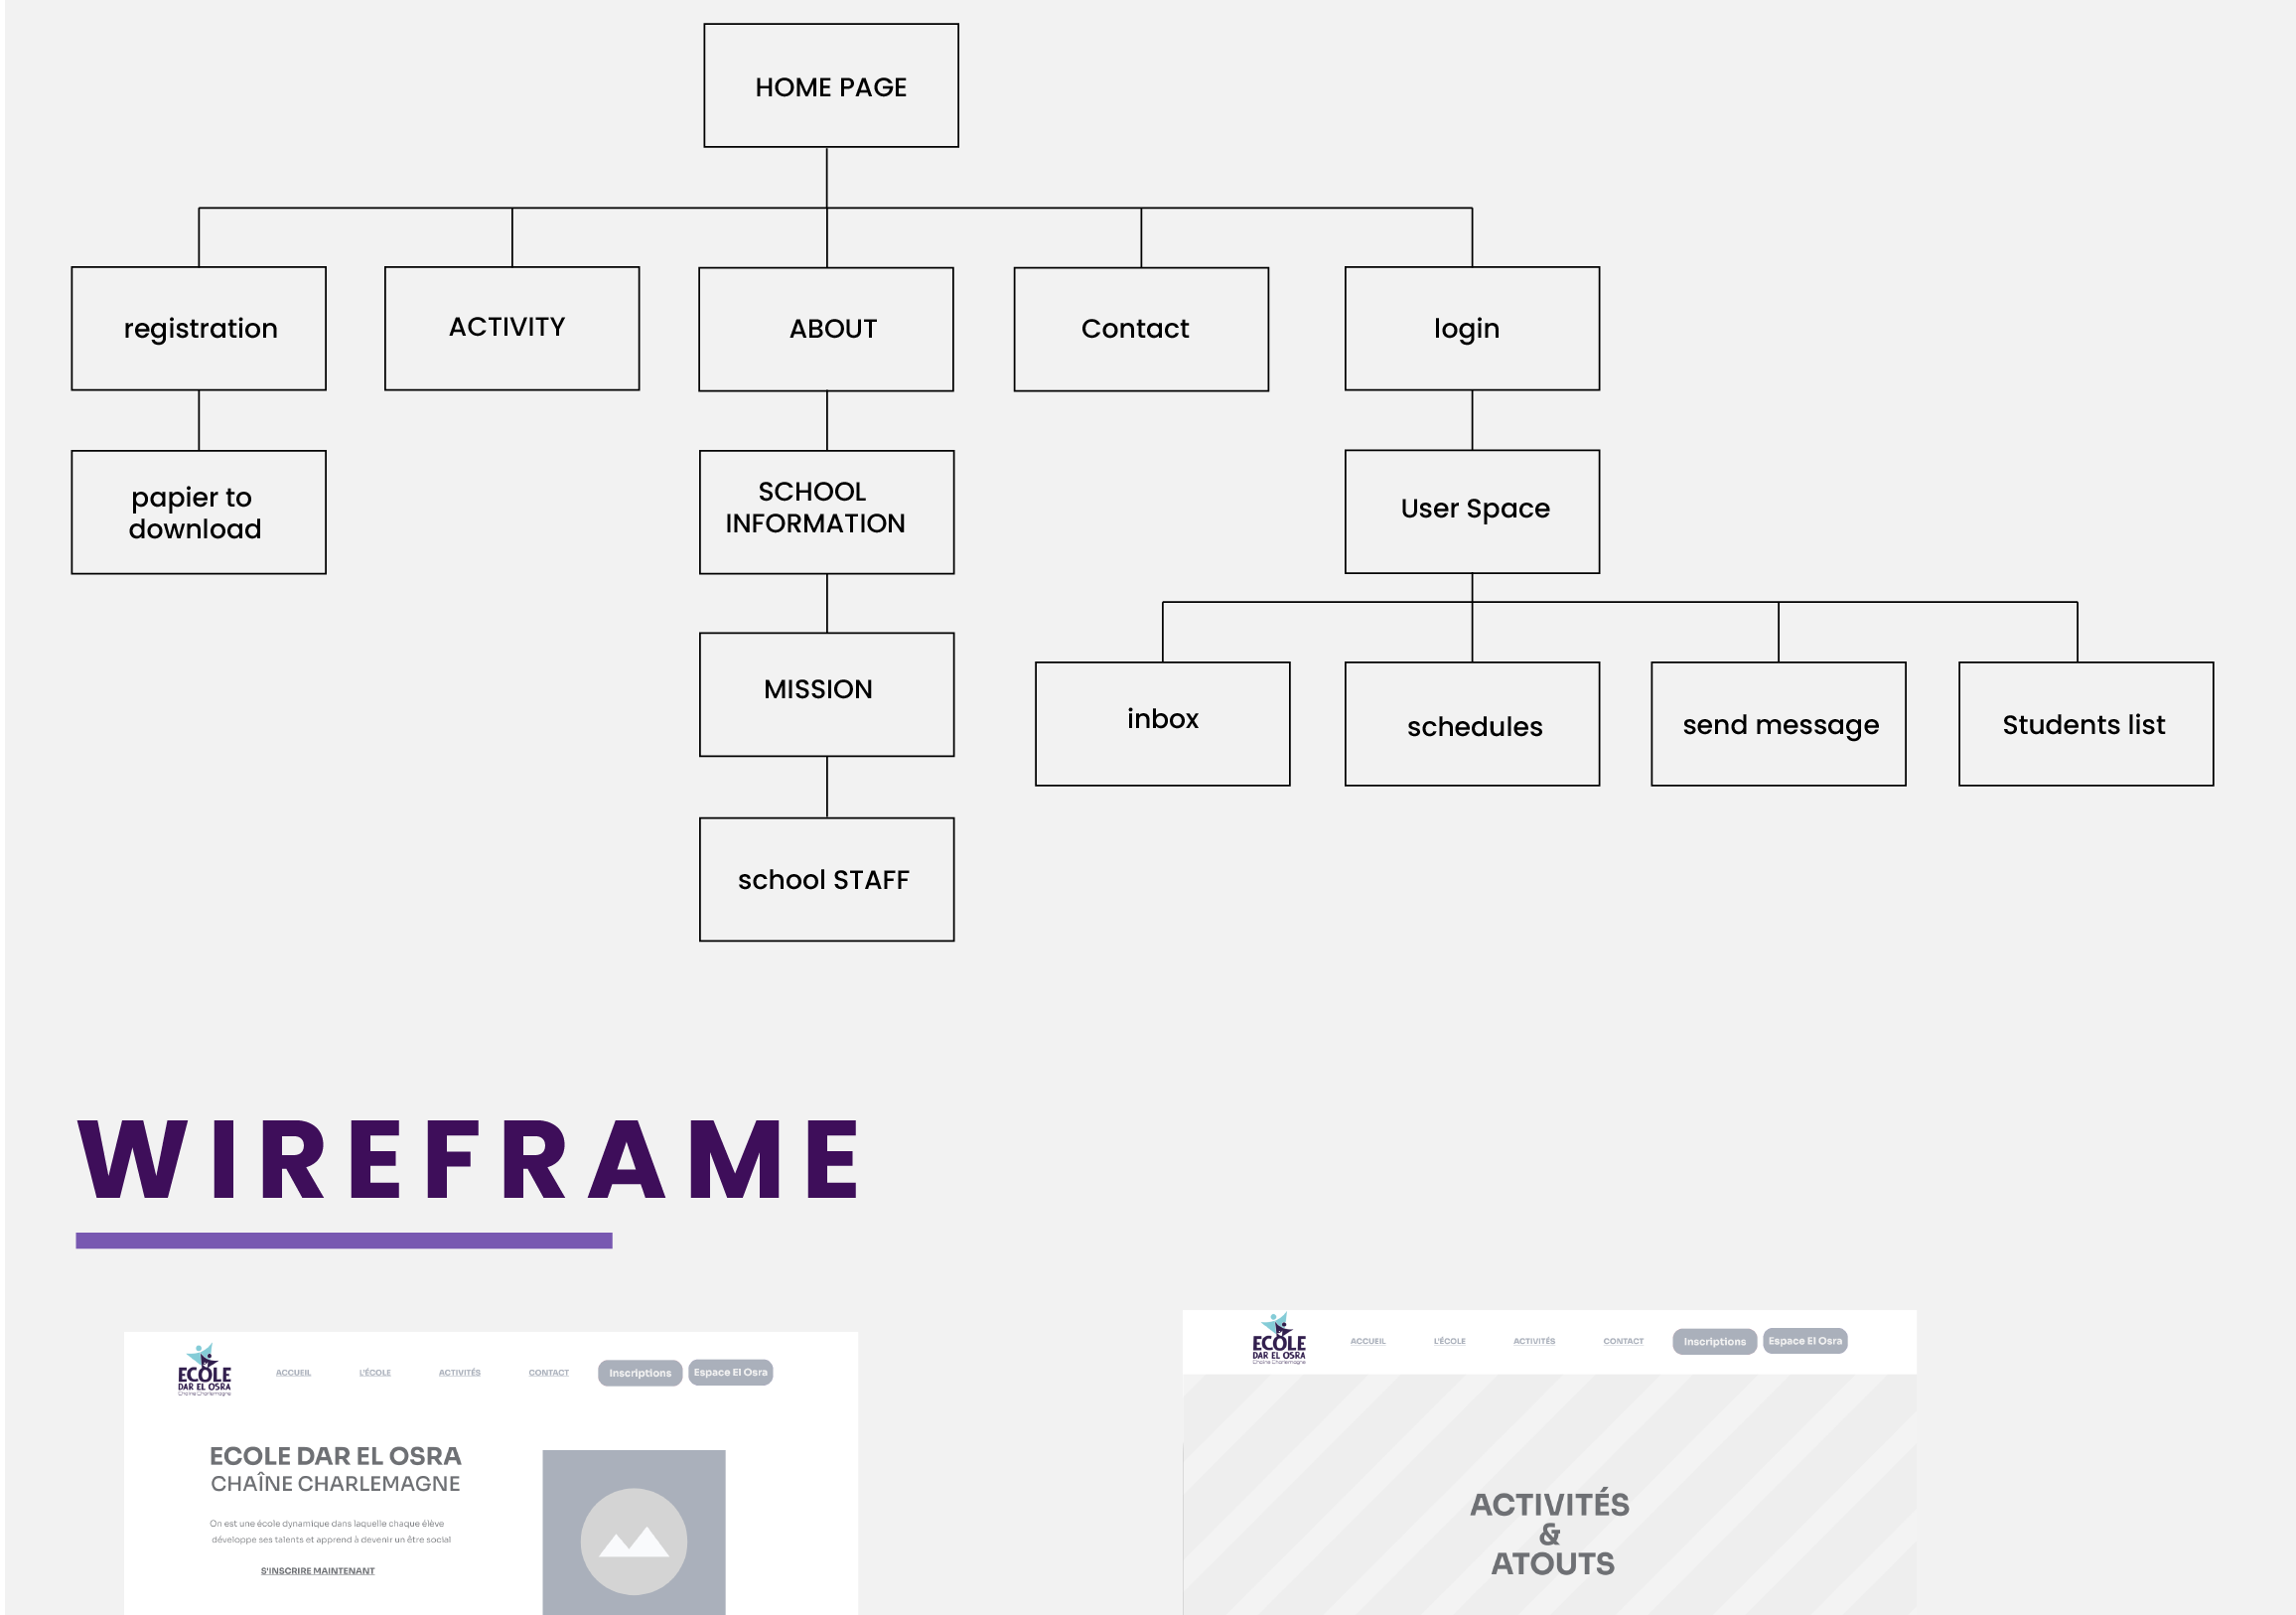 HOME PAGE
registration
ACTIVITY
ABOUT
Contact
login
papier to
download
SCHOOL
INFORMATION
User Space
MISSION
inbox
schedules
send message
Students list
school STAFF
WIREFRAME
ECOLE
DAR EL OSRA
Chaîne Charlemagne
ACCUEIL
L'ÉCOLE
ACTIVITÉS
CONTACT
Inscriptions
Espace El Osra
ECOLE DAR EL OSRA
CHAÎNE CHARLEMAGNE
On est une école dynamique dans laquelle chaque élève
développe ses talents et apprend à devenir un être social
S'INSCRIRE MAINTENANT
ECOLE
DAR EL OSRA
Chaîne Charlemagne
ACCUEIL
L'ÉCOLE
ACTIVITÉS
CONTACT
Inscriptions
Espace El Osra
ACTIVITÉS
&
ATOUTS